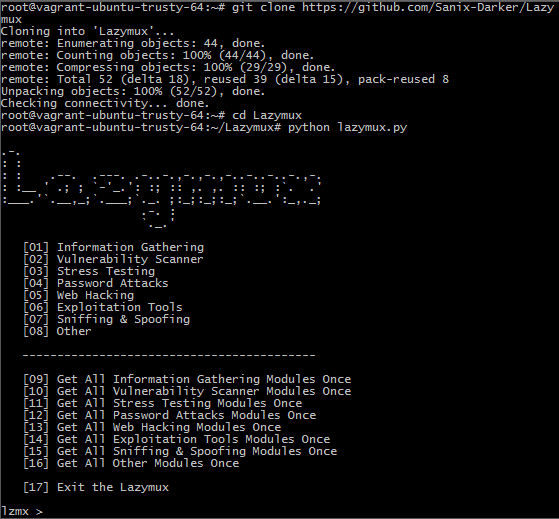 root@vagrant-ubuntu-trusty-64:~# git clone https://github.com/Sanix-Darker/Lazy
mux
Cloning into 'Lazymux'...
remote: Enumerating objects: 44, done.
remote: Counting objects: 100% (44/44), done.
remote: Compressing objects: 100% (29/29), done.
remote: Total 52 (delta 18), reused 39 (delta 15), pack-reused 8
Unpacking objects: 100% (52/52), done.
Checking connectivity... done.
root@vagrant-ubuntu-trusty-64:~# cd Lazymux
root@vagrant-ubuntu-trusty-64:~/Lazymux# python lazymux.py
Lazymux
[01] Information Gathering
[02] Vulnerability Scanner
[03] Stress Testing
[04] Password Attacks
[05] Web Hacking
[06] Exploitation Tools
[07] Sniffing & Spoofing
[08] Other
------------------------------------------
[09] Get All Information Gathering Modules Once
[10] Get All Vulnerability Scanner Modules Once
[11] Get All Stress Testing Modules Once
[12] Get All Password Attacks Modules Once
[13] Get All Web Hacking Modules Once
[14] Get All Exploitation Tools Modules Once
[15] Get All Sniffing & Spoofing Modules Once
[16] Get All Other Modules Once
[17] Exit the Lazymux
lzmx >